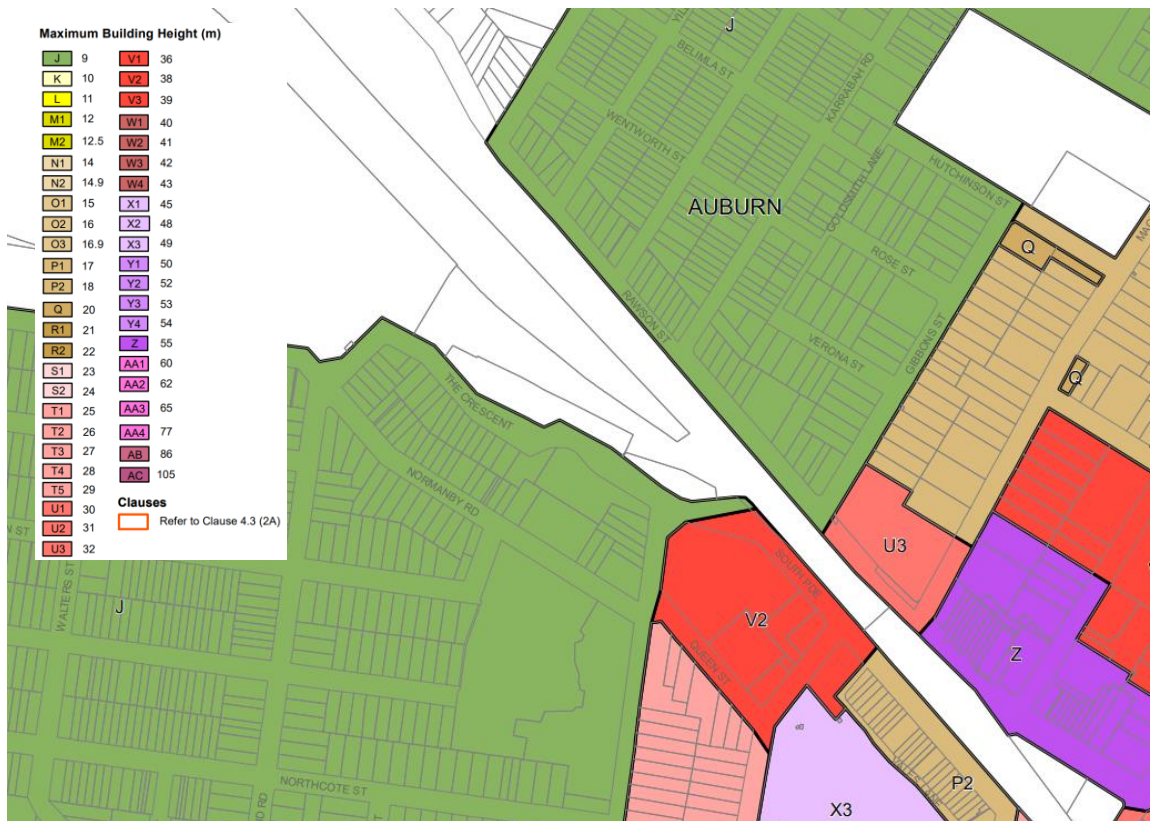 Maximum Building Height (m)
J 9
K 10
L 11
M1 12
M2 12.5
N1 14
N2 14.9
O1 15
O2 16
O3 16.9
P1 17
P2 18
Q 20
R1 21
R2 22
S1 23
S2 24
T1 25
T2 26
T3 27
T4 28
T5 29
U1 30
U2 31
U3 32
V1 36
V2 38
V3 39
W1 40
W2 41
W3 42
W4 43
X1 45
X2 48
X3 49
Y1 50
Y2 52
Y3 53
Y4 54
Z 55
AA1 60
AA2 62
AA3 65
AA4 77
AB 86
AC 105
Clauses
Refer to Clause 4.3 (2A)
J
BELIMLA ST
KARRABAH RD
WENTWORTH ST
GOLDSMITH LANE
HUTCHINSON ST
AUBURN
ROSE ST
Q
RAWSON ST
VERONA ST
GIBBONS ST
Q
THE CRESCENT
NORMANBY RD
U3
SOUTH PDE
V2
QUEEN ST
Z
WALTERS ST
J
NORTHCOTE ST
YATES LANE
P2
X3